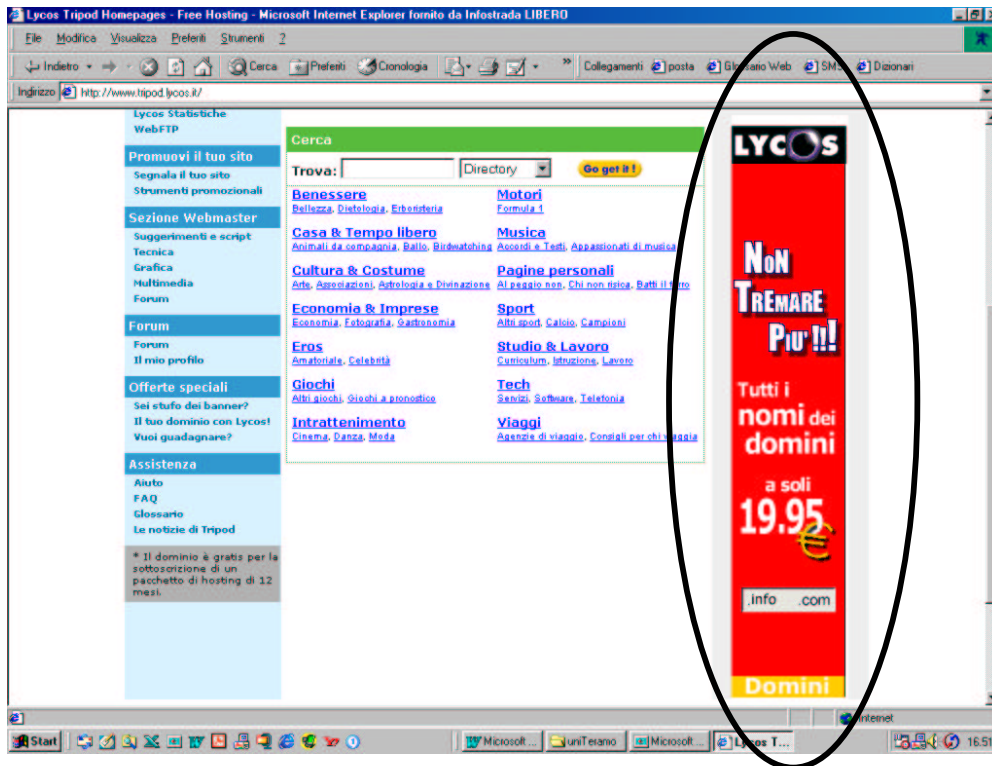 Lycos Tripod Homepages - Free Hosting - Microsoft Internet Explorer fornito da Infostrada LIBERO
File Modifica Visualizza Preferiti Strumenti ?
Indietro Cerca Preferiti Cronologia » Collegamenti posta Glossario Web SMS Dizionari
Indirizzo http://www.tripod.lycos.it/
Lycos Statistiche
WebFTP
Promuovi il tuo sito
Segnala il tuo sito
Strumenti promozionali
Sezione Webmaster
Suggerimenti e script
Tecnica
Grafica
Multimedia
Forum
Forum
Forum
Il mio profilo
Offerte speciali
Sei stufo dei banner?
Il tuo dominio con Lycos!
Vuoi guadagnare?
Assistenza
Aiuto
FAQ
Glossario
Le notizie di Tripod
* Il dominio è gratis per la
sottoscrizione di un
pacchetto di hosting di 12
mesi.
Cerca
Trova: Directory Go get it !
Benessere
Bellezza, Dietologia, Erboristeria
Casa & Tempo libero
Animali da compagnia, Ballo, Birdwatching
Cultura & Costume
Arte, Associazioni, Astrologia e Divinazione
Economia & Imprese
Economia, Fotografia, Gastronomia
Eros
Amatoriale, Celebrità
Giochi
Altri giochi, Giochi a pronostico
Intrattenimento
Cinema, Danza, Moda
Motori
Formula 1
Musica
Accordi e Testi, Appassionati di musica
Pagine personali
Al peggio non, Chi non risica, Batti il ferro
Sport
Altri sport, Calcio, Campioni
Studio & Lavoro
Curriculum, Istruzione, Lavoro
Tech
Servizi, Software, Telefonia
Viaggi
Agenzie di viaggio, Consigli per chi viaggia
LYCOS
NON
TREMARE
PIU' !!!
Tutti i
nomi dei
domini
a soli
19.95
€
.info .com
Domini
Internet
Start Microsoft ... uniTeramo Microsoft ... Lycos T... 16.51